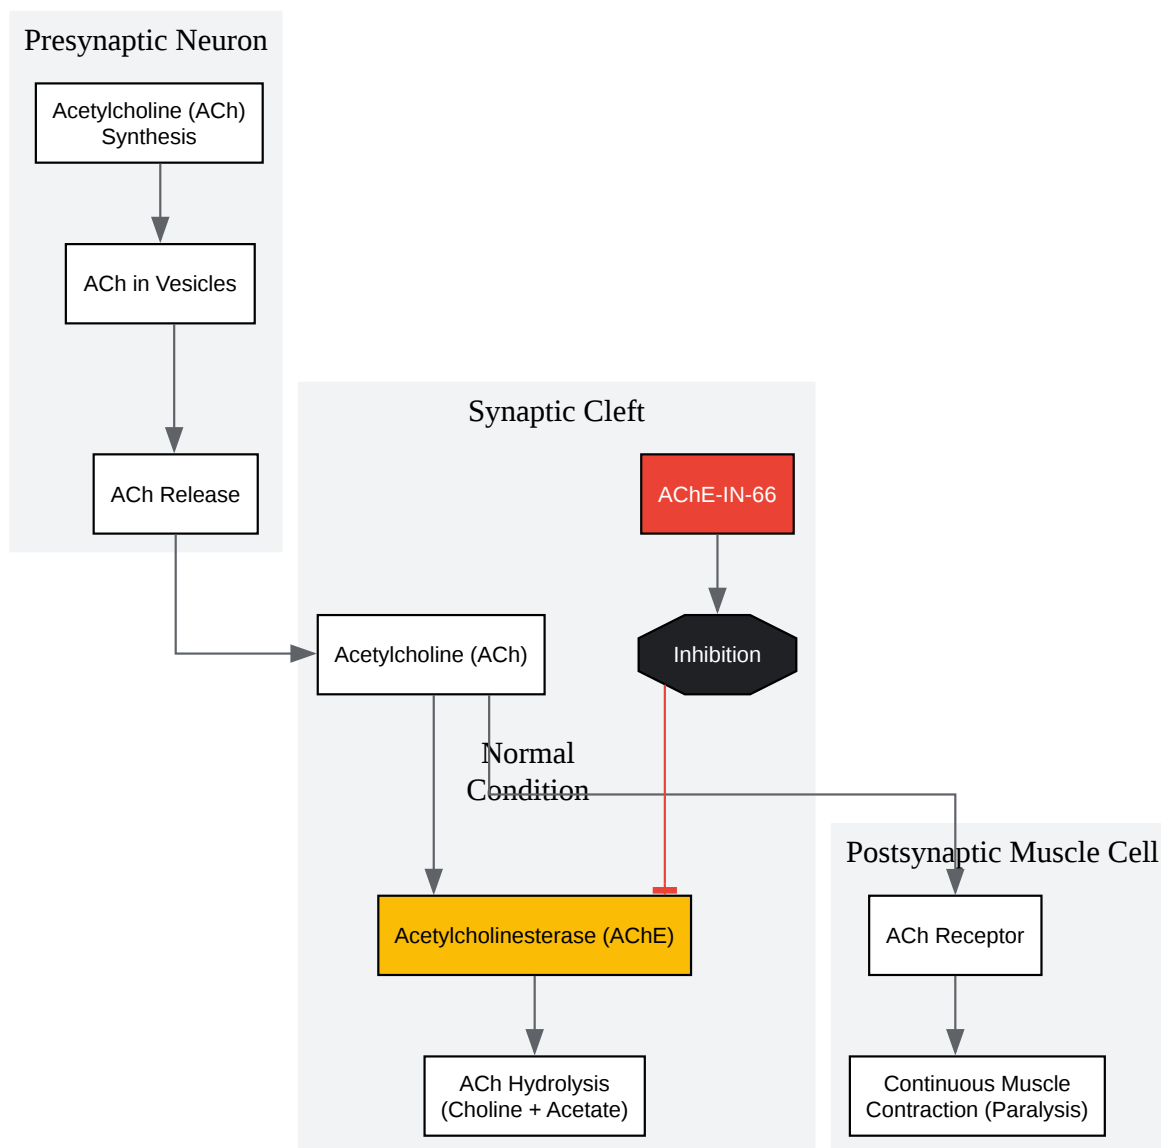 Presynaptic Neuron
Acetylcholine (ACh)
Synthesis
ACh in Vesicles
ACh Release
Synaptic Cleft
AChE-IN-66
Acetylcholine (ACh)
Inhibition
Normal
Condition
Acetylcholinesterase (AChE)
ACh Hydrolysis
(Choline + Acetate)
Postsynaptic Muscle Cell
ACh Receptor
Continuous Muscle
Contraction (Paralysis)